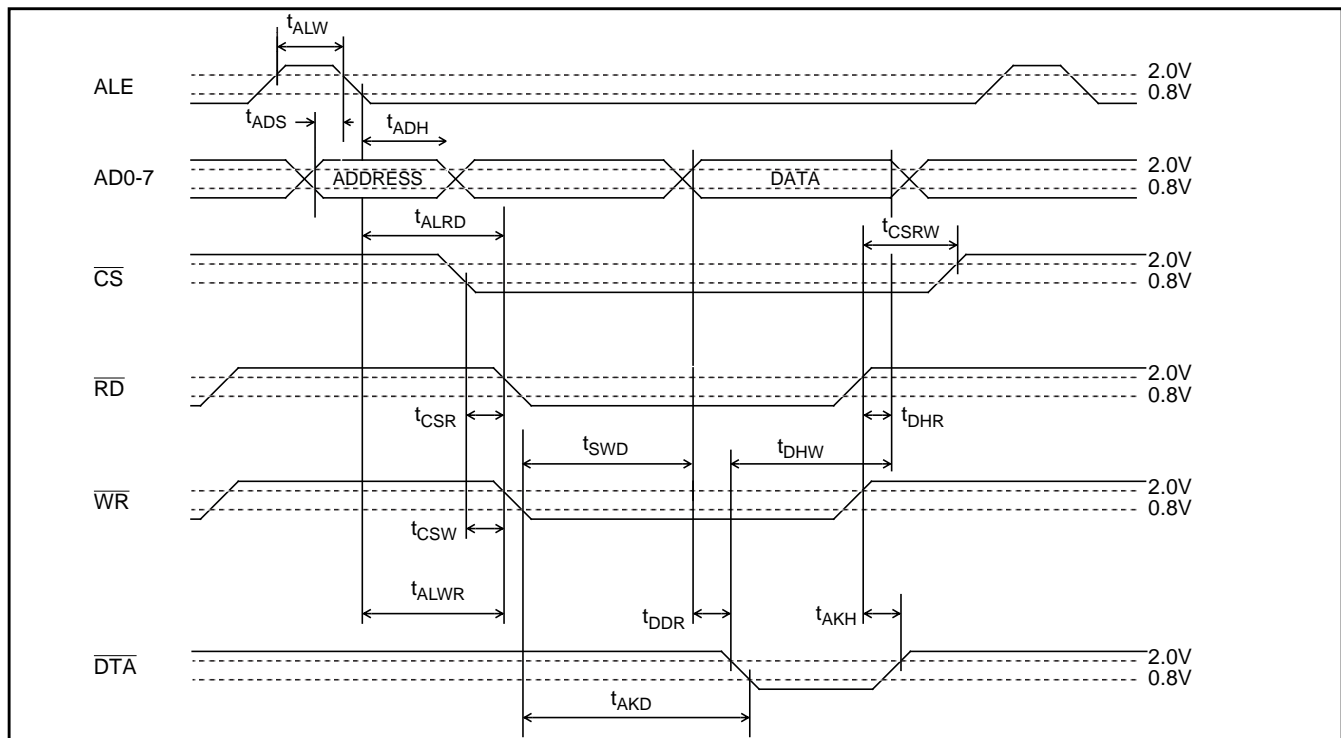 tALW
ALE
2.0V
0.8V
tADS
tADH
AD0-7
ADDRESS
DATA
2.0V
0.8V
tALRD
tCSRW
CS
2.0V
0.8V
RD
2.0V
0.8V
tCSR
tDHR
tSWD
tDHW
WR
2.0V
0.8V
tCSW
tALWR
tDDR
tAKH
DTA
2.0V
0.8V
tAKD